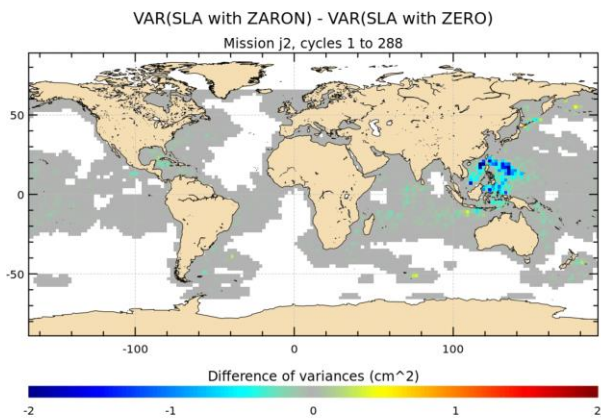 VAR(SLA with ZARON) - VAR(SLA with ZERO)
Mission j2, cycles 1 to 288
50
0
-50
-100 0 100
Difference of variances (cm^2)
-2 -1 0 1 2